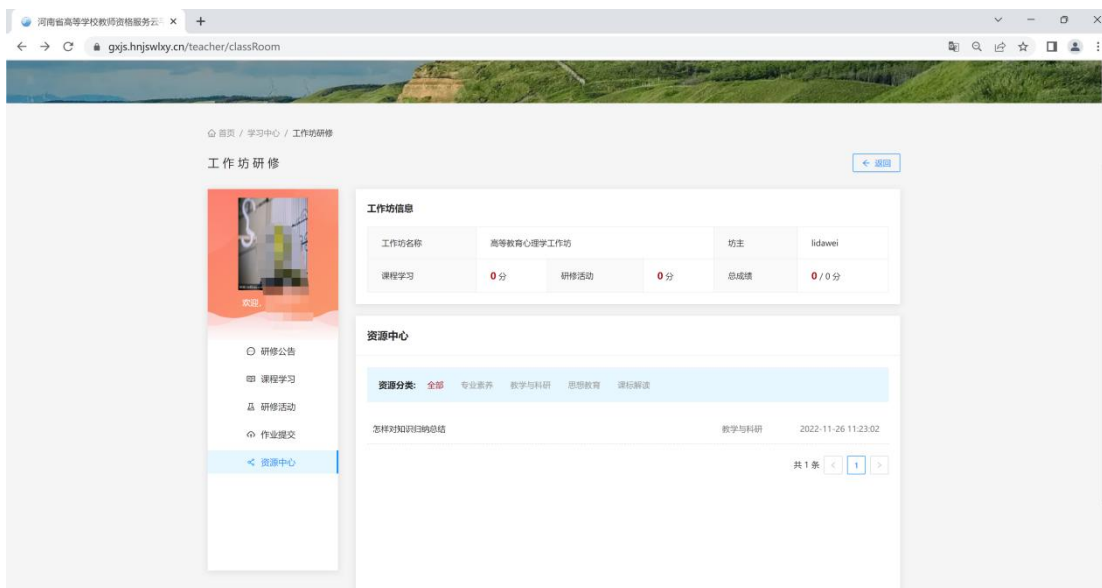 河南省高等学校教师资格服务云
gxjs.hnjswlxy.cn/teacher/classRoom
首页 / 学习中心 / 工作坊研修
工作坊研修
返回
欢迎,
研修公告
课程学习
研修活动
作业提交
资源中心
工作坊信息
工作坊名称 高等教育心理学工作坊 坊主 lidawei
课程学习 0 分 研修活动 0 分 总成绩 0 / 0 分
资源中心
资源分类: 全部 专业素养 教学与科研 思想教育 课标解读
怎样对知识归纳总结 教学与科研 2022-11-26 11:23:02
共 1 条 < 1 >